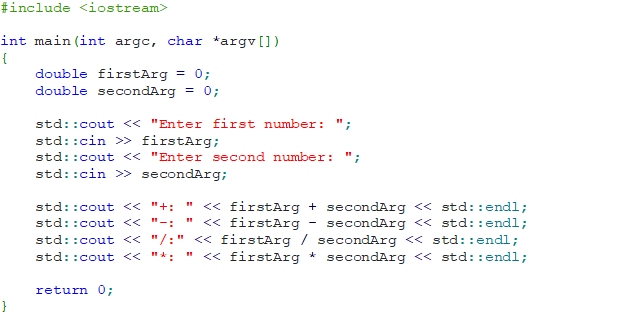 #include <iostream>
int main(int argc, char *argv[])
{
double firstArg = 0;
double secondArg = 0;
std::cout << "Enter first number: ";
std::cin >> firstArg;
std::cout << "Enter second number: ";
std::cin >> secondArg;
std::cout << "+: " << firstArg + secondArg << std::endl;
std::cout << "-: " << firstArg - secondArg << std::endl;
std::cout << "/:" << firstArg / secondArg << std::endl;
std::cout << "*: " << firstArg * secondArg << std::endl;
return 0;
}